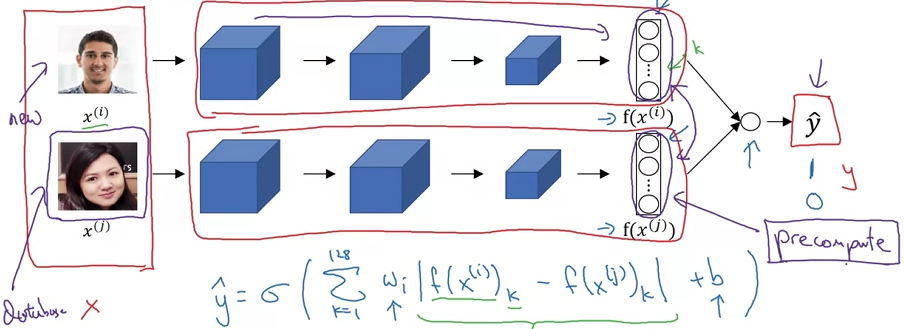 new
x^(i)
k
f(x^(i))
ŷ
1
0
y
x^(j)
f(x^(j))
precompute
Database X
ŷ = σ ( Σ_{k=1}^{128} w_i | f(x^(i))_k - f(x^(j))_k | + b )